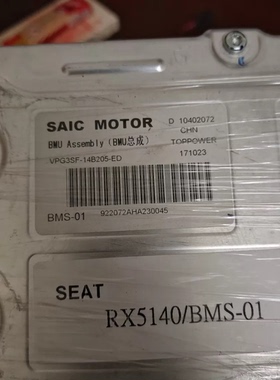 SAIC MOTOR D 10402072
BMU Assembly (BMU总成) CHN
VPG3SF-14B205-ED TOPPOWER
171023
BMS-01 922072AHA230045
SEAT
RX5140/BMS-01